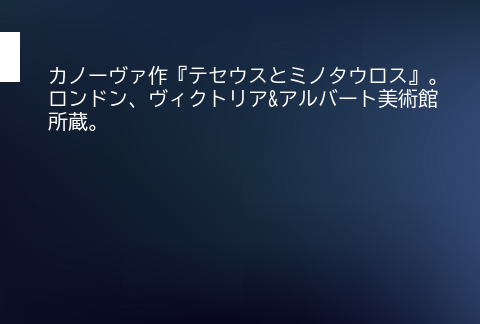 カノーヴァ作『テセウスとミノタウロス』。
ロンドン、ヴィクトリア&アルバート美術館
所蔵。